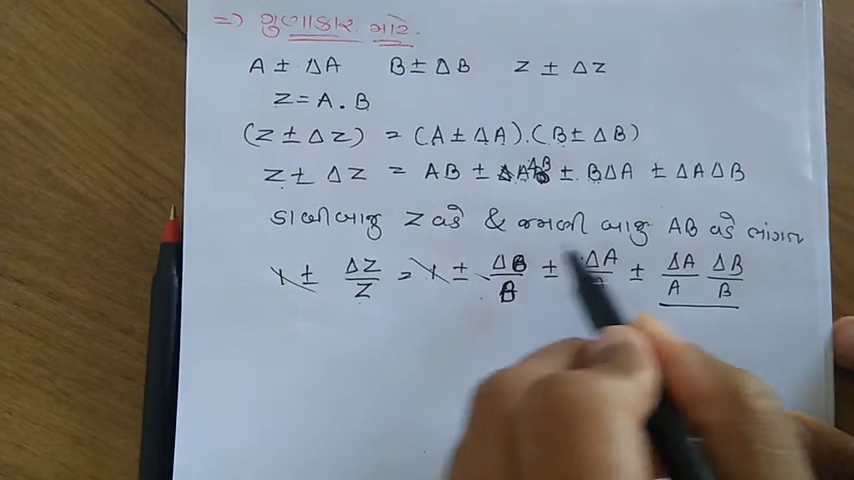 => ગુણાકાર માટે.
A ± ΔA   B ± ΔB   Z ± ΔZ
Z = A . B
(Z ± ΔZ) = (A ± ΔA) . (B ± ΔB)
Z ± ΔZ = AB ± AΔB ± BΔA ± ΔAΔB
ડાબીબાજુ Z વડે & જમણી બાજુ AB વડે ભાગતા
1 ± ΔZ/Z = 1 ± ΔB/B ± ΔA ± ΔA/A ΔB/B